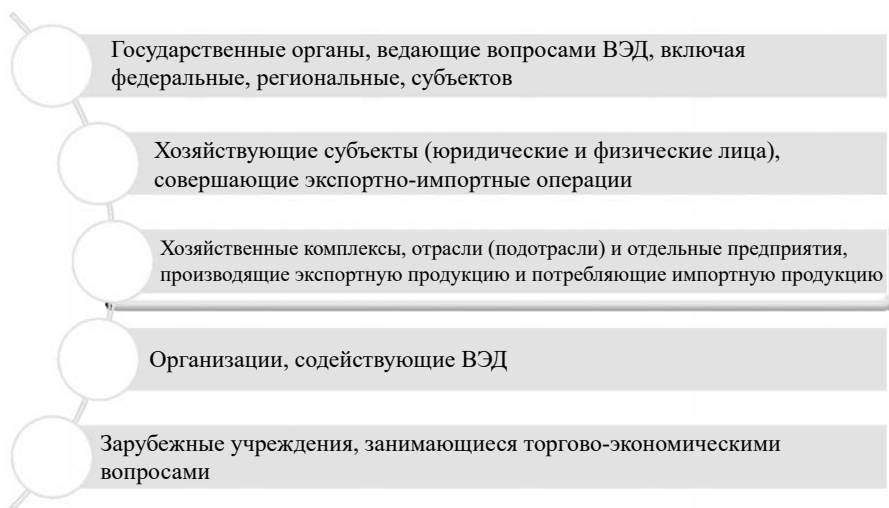 Государственные органы, ведающие вопросами ВЭД, включая
федеральные, региональные, субъектов
Хозяйствующие субъекты (юридические и физические лица),
совершающие экспортно-импортные операции
Хозяйственные комплексы, отрасли (подотрасли) и отдельные предприятия,
производящие экспортную продукцию и потребляющие импортную продукцию
Организации, содействующие ВЭД
Зарубежные учреждения, занимающиеся торгово-экономическими
вопросами